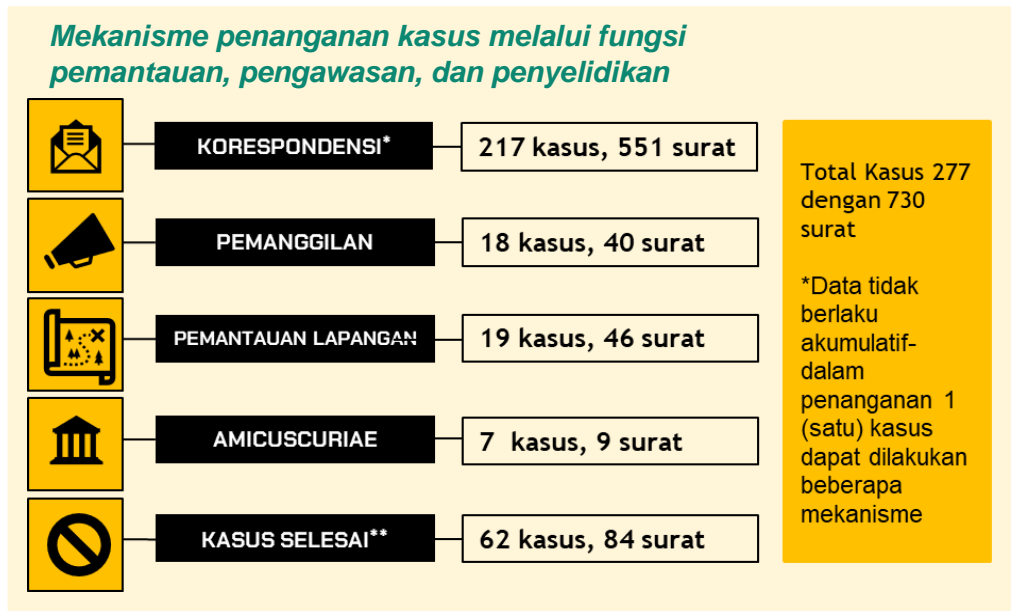 Mekanisme penanganan kasus melalui fungsi
pemantauan, pengawasan, dan penyelidikan
KORESPONDENSI*
217 kasus, 551 surat
PEMANGGILAN
18 kasus, 40 surat
PEMANTAUAN LAPANGAN
19 kasus, 46 surat
AMICUSCURIAE
7 kasus, 9 surat
KASUS SELESAI**
62 kasus, 84 surat
Total Kasus 277
dengan 730
surat
*Data tidak
berlaku
akumulatif-
dalam
penanganan 1
(satu) kasus
dapat dilakukan
beberapa
mekanisme